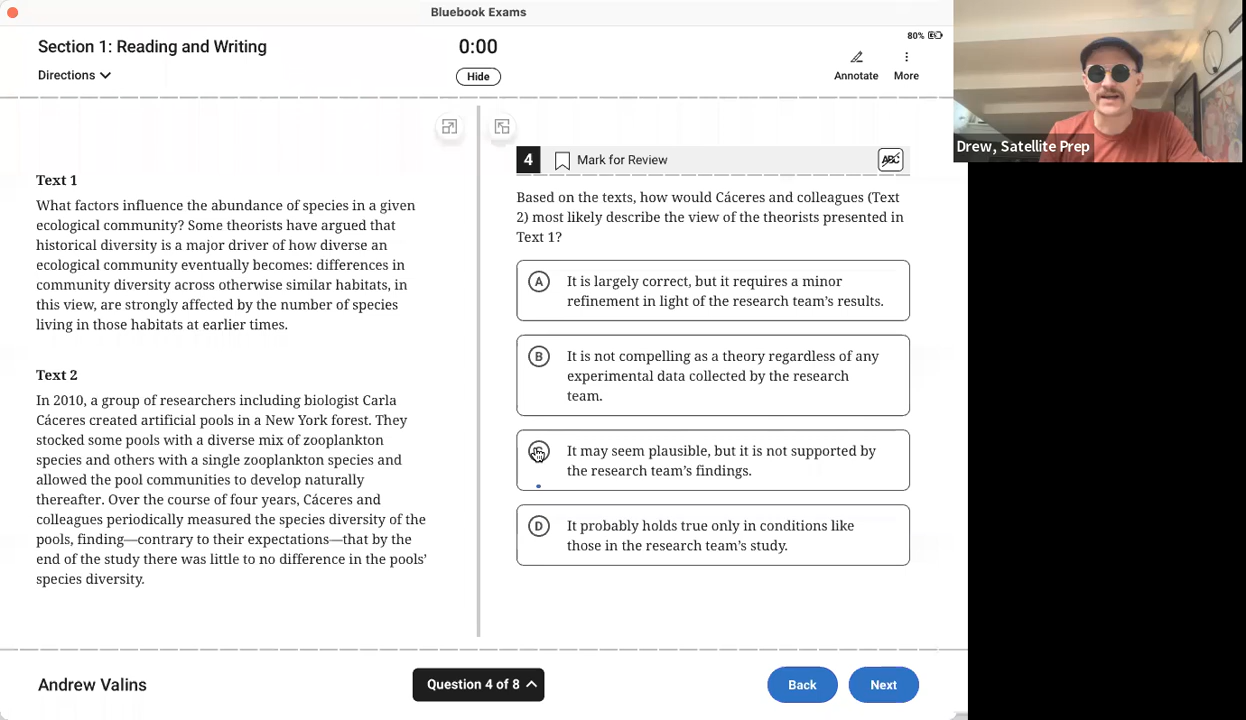 Bluebook Exams
Section 1: Reading and Writing
0:00
80%
Directions
Hide
Annotate
More
Drew, Satellite Prep
Text 1
What factors influence the abundance of species in a given
ecological community? Some theorists have argued that
historical diversity is a major driver of how diverse an
ecological community eventually becomes: differences in
community diversity across otherwise similar habitats, in
this view, are strongly affected by the number of species
living in those habitats at earlier times.
Text 2
In 2010, a group of researchers including biologist Carla
Cáceres created artificial pools in a New York forest. They
stocked some pools with a diverse mix of zooplankton
species and others with a single zooplankton species and
allowed the pool communities to develop naturally
thereafter. Over the course of four years, Cáceres and
colleagues periodically measured the species diversity of the
pools, finding—contrary to their expectations—that by the
end of the study there was little to no difference in the pools’
species diversity.
4
Mark for Review
ABC
Based on the texts, how would Cáceres and colleagues (Text
2) most likely describe the view of the theorists presented in
Text 1?
A
It is largely correct, but it requires a minor
refinement in light of the research team’s results.
B
It is not compelling as a theory regardless of any
experimental data collected by the research
team.
C
It may seem plausible, but it is not supported by
the research team’s findings.
D
It probably holds true only in conditions like
those in the research team’s study.
Andrew Valins
Question 4 of 8
Back
Next